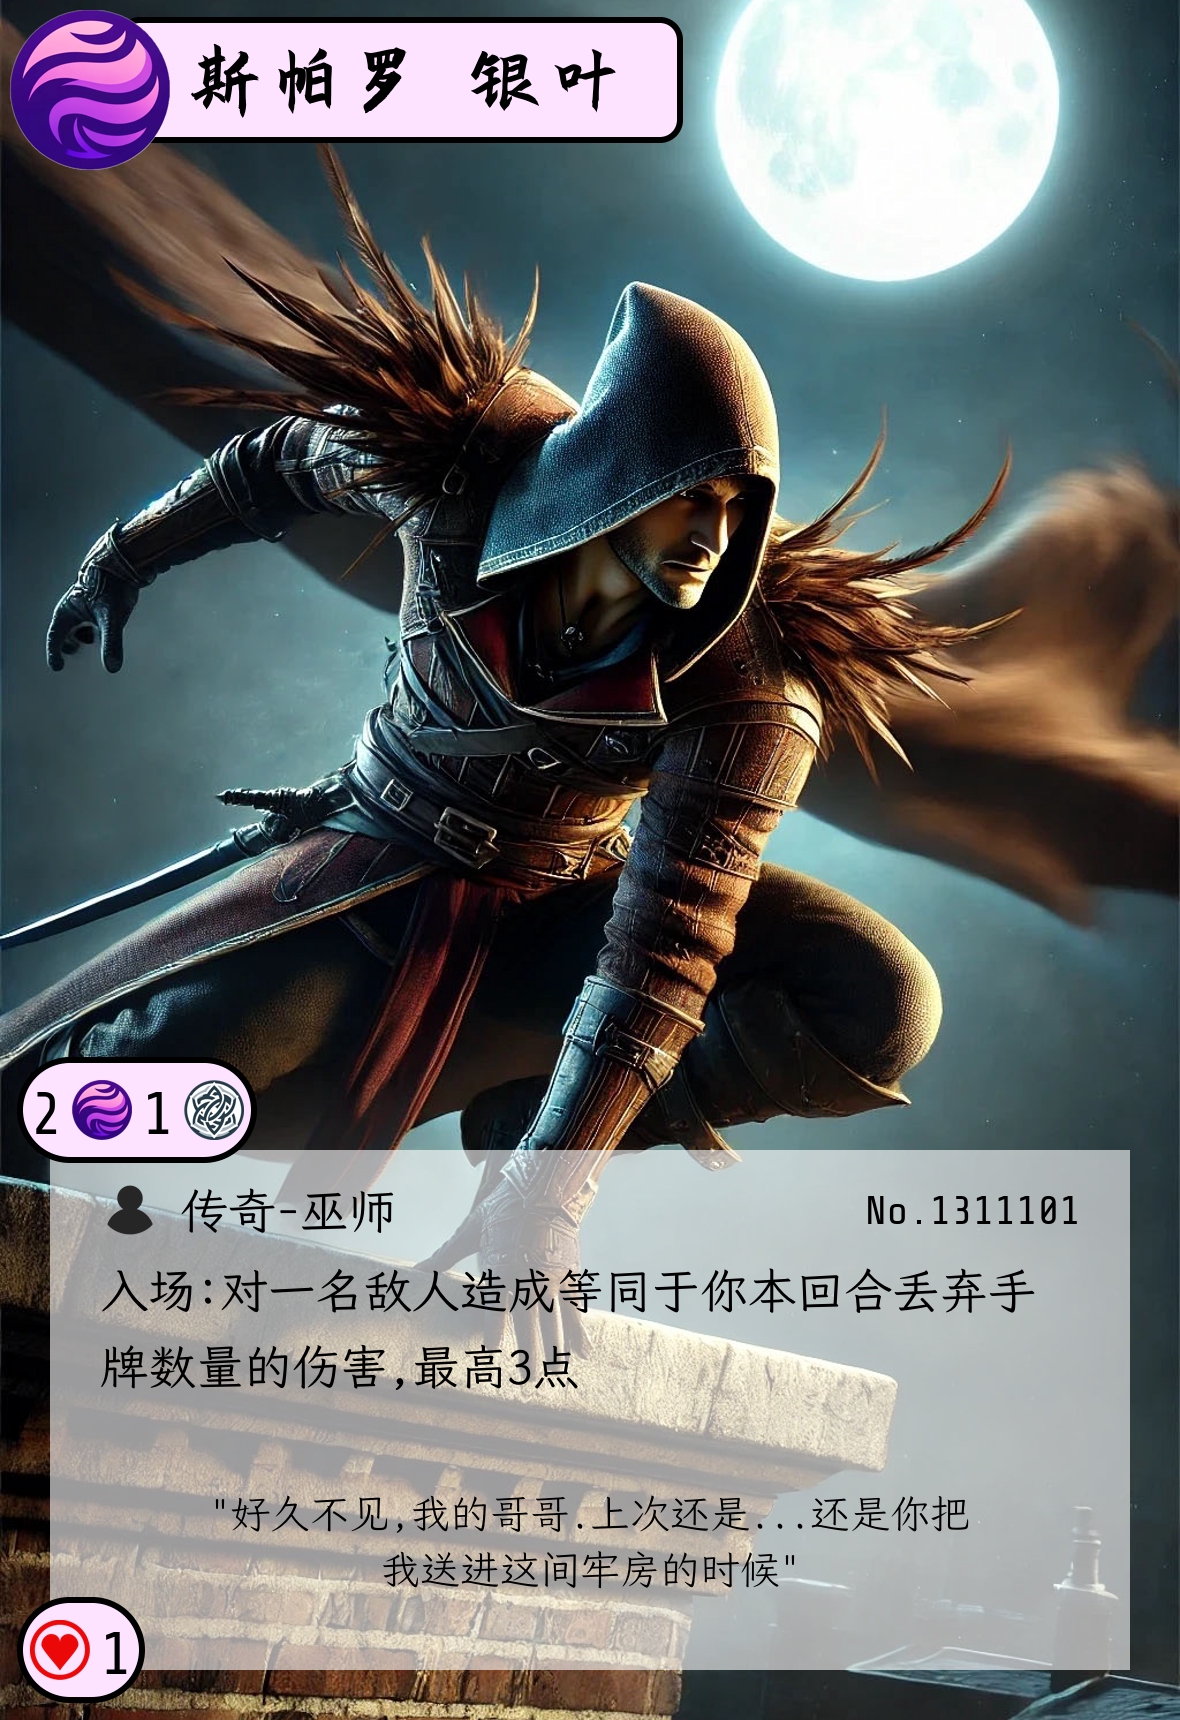 斯帕罗 银叶
2 1
传奇-巫师
No.1311101
入场:对一名敌人造成等同于你本回合丢弃手
牌数量的伤害,最高3点
"好久不见,我的哥哥.上次还是...还是你把
我送进这间牢房的时候"
1